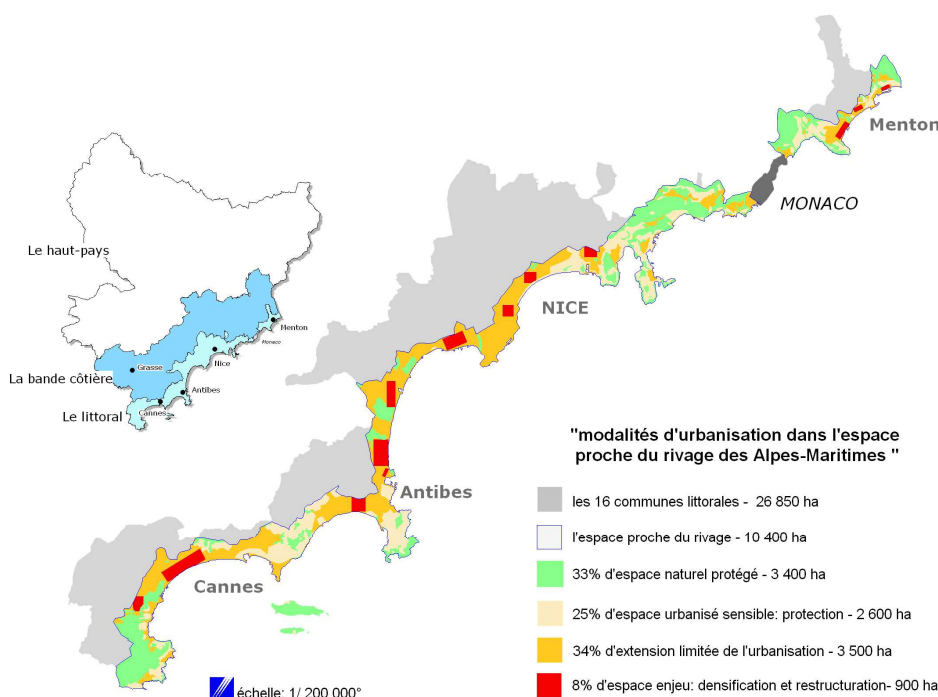 Menton
MONACO
Le haut-pays
NICE
Menton
Monaco
Nice
Grasse
La bande côtière
Antibes
Cannes
Le littoral
"modalités d'urbanisation dans l'espace
proche du rivage des Alpes-Maritimes "
Antibes
les 16 communes littorales - 26 850 ha
l'espace proche du rivage - 10 400 ha
Cannes
33% d'espace naturel protégé - 3 400 ha
25% d'espace urbanisé sensible: protection - 2 600 ha
34% d'extension limitée de l'urbanisation - 3 500 ha
8% d'espace enjeu: densification et restructuration- 900 ha
échelle: 1/ 200 000°